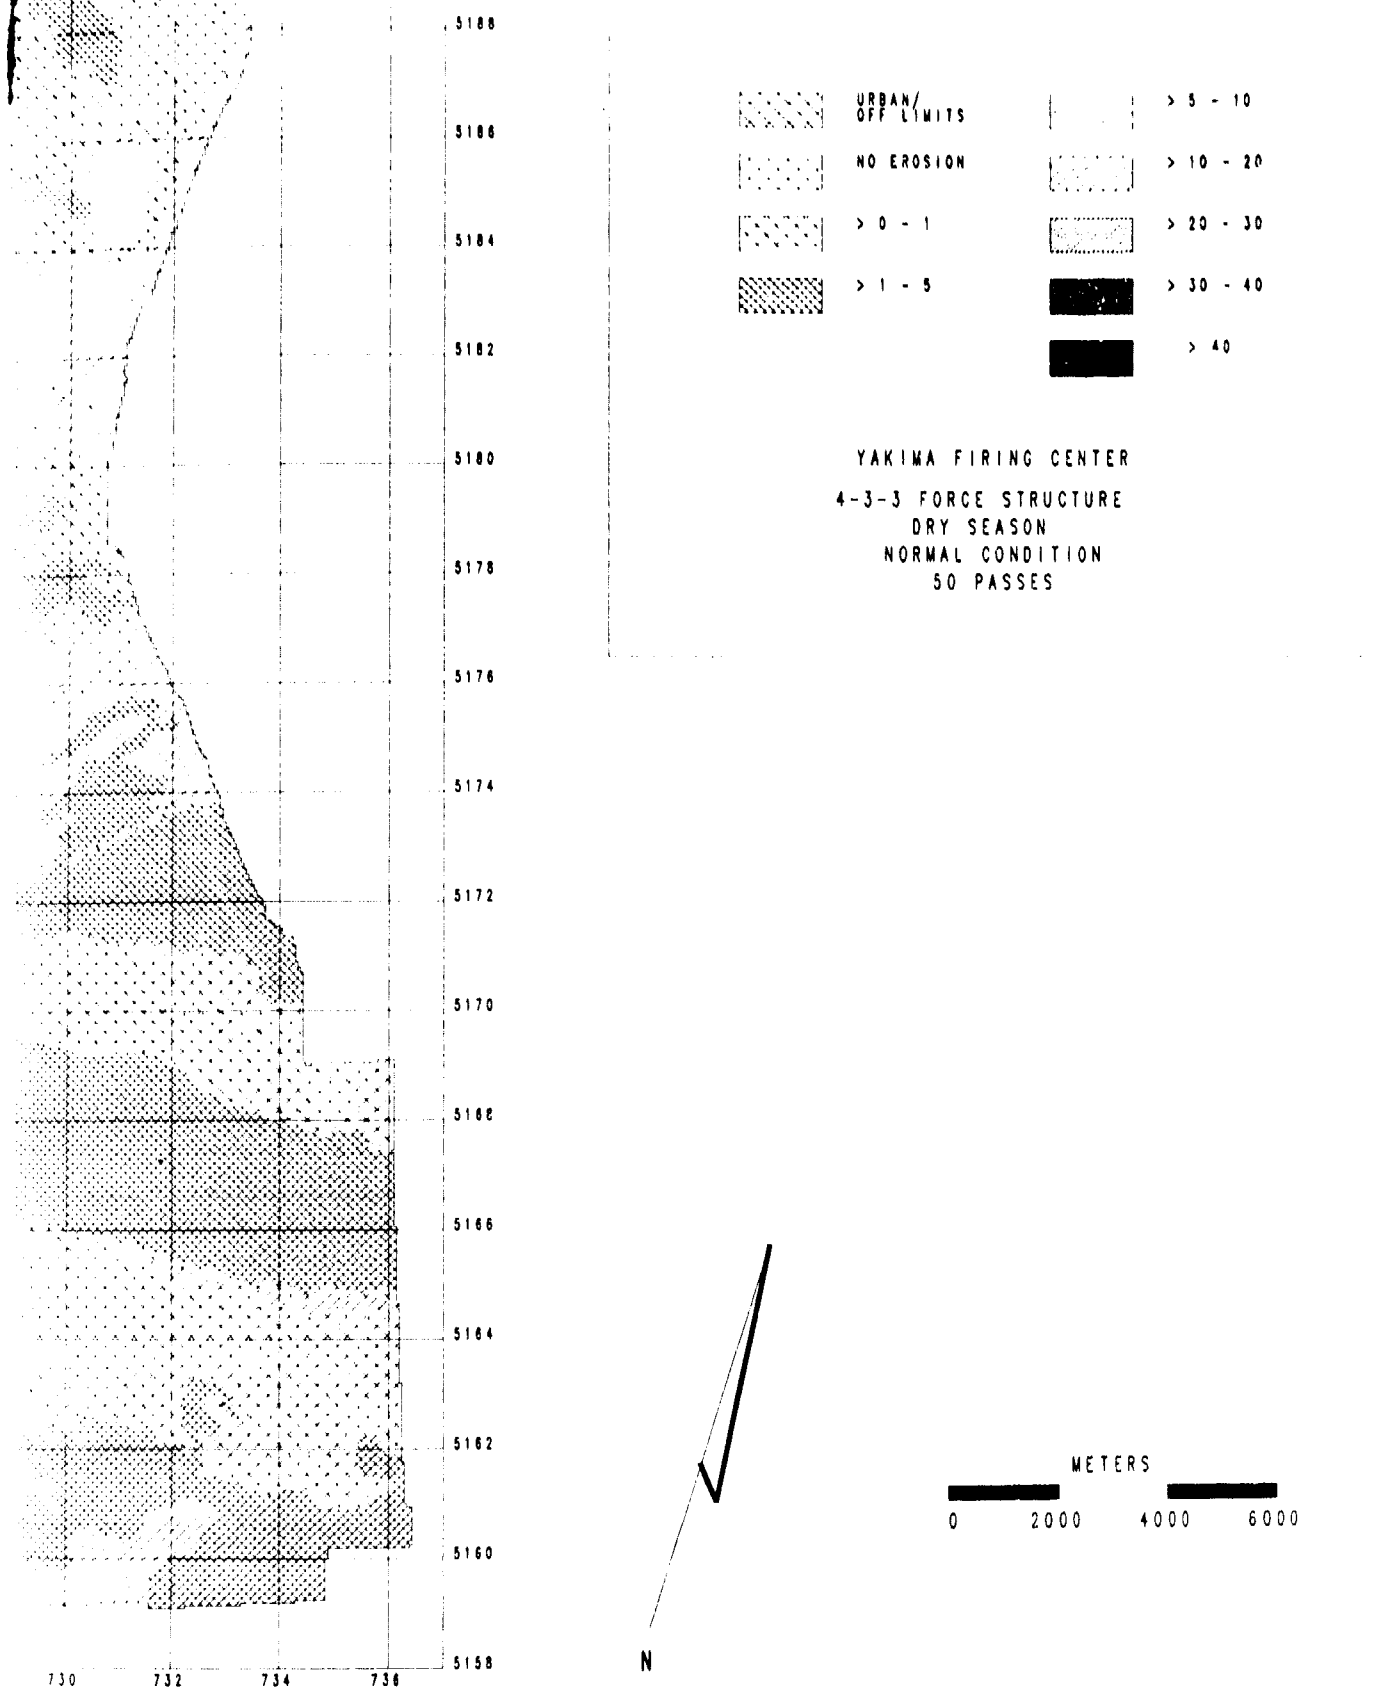 5188
5186
5184
5182
5180
5178
5176
5174
5172
5170
5168
5166
5164
5162
5160
5158
730 732 734 736
URBAN/
OFF LIMITS
NO EROSION
> 0 - 1
> 1 - 5
> 5 - 10
> 10 - 20
> 20 - 30
> 30 - 40
> 40
YAKIMA FIRING CENTER
4-3-3 FORCE STRUCTURE
DRY SEASON
NORMAL CONDITION
50 PASSES
N
METERS
0 2000 4000 6000